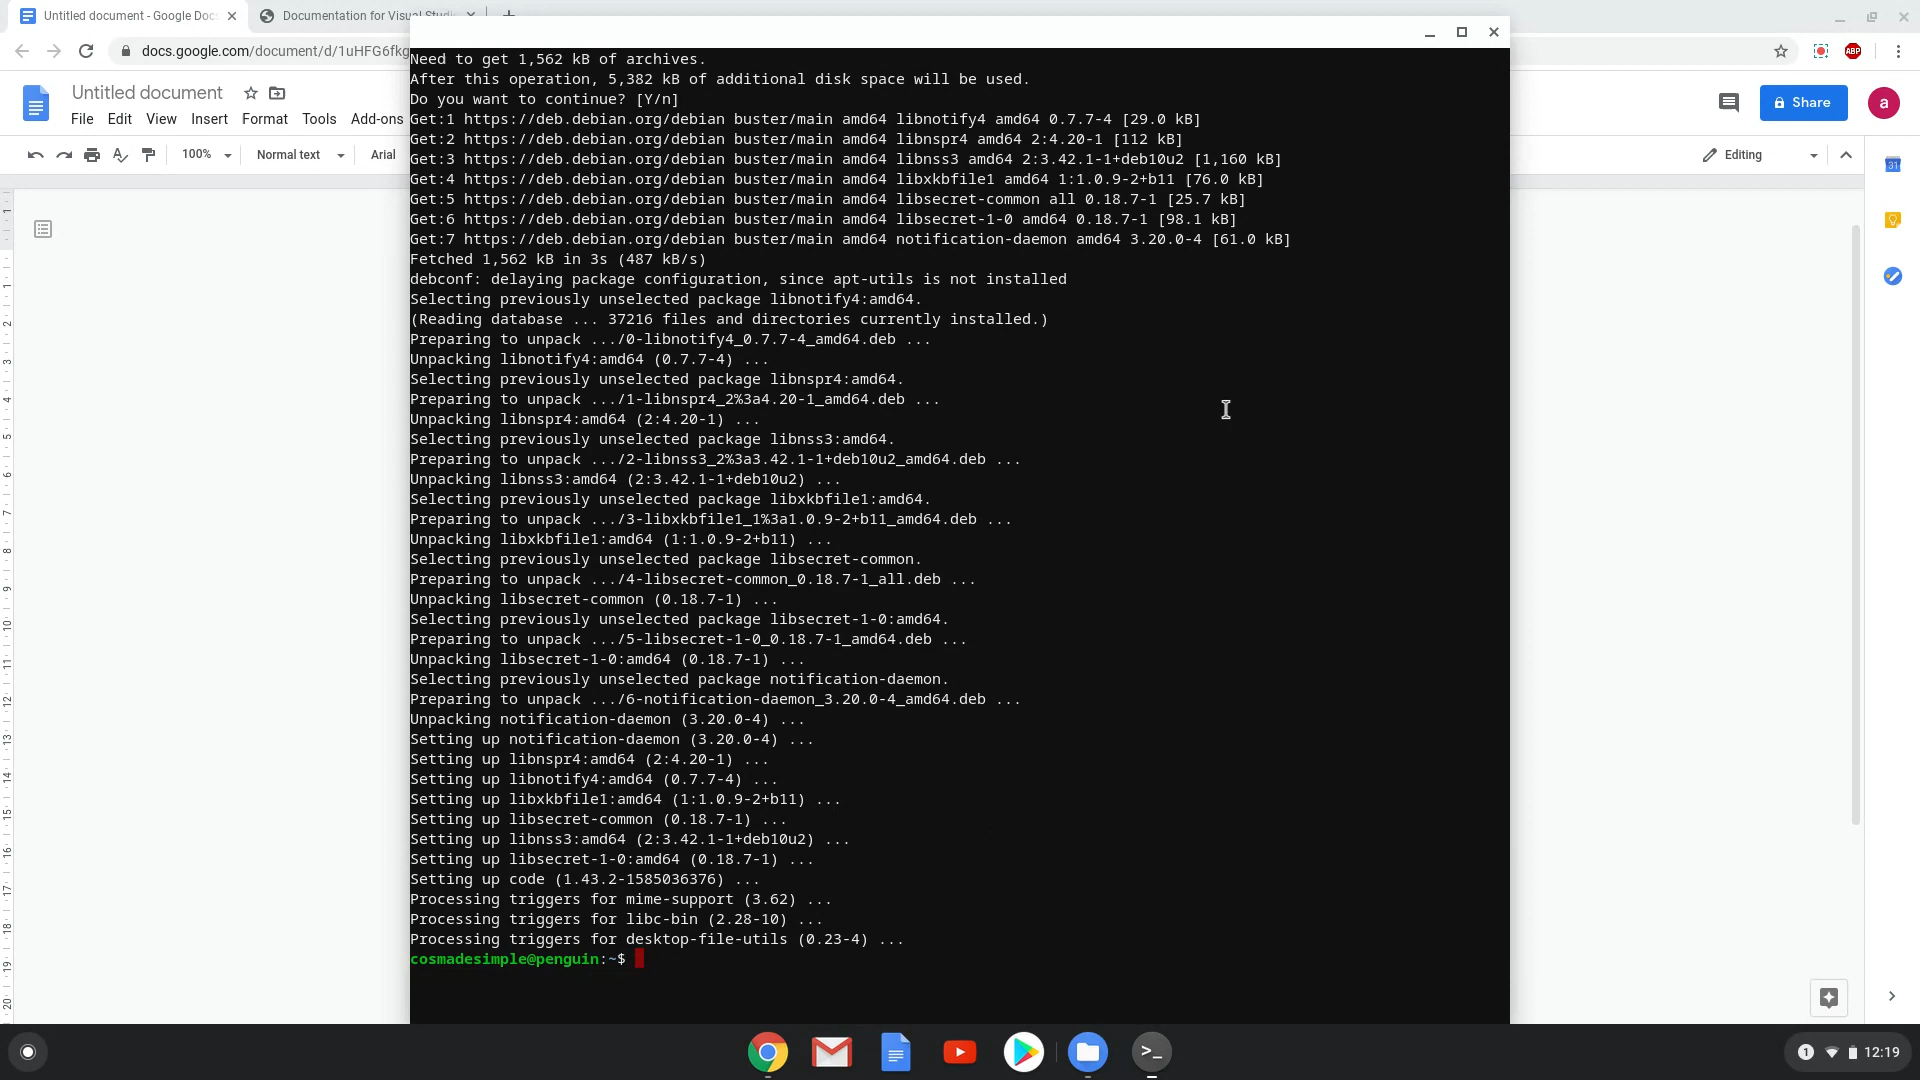 Untitled document - Google Docs
Documentation for Visual Studi
docs.google.com/document/d/1uHFG6fkg
ABP
Untitled document
File Edit View Insert Format Tools Add-ons
Share
a
100% Normal text Arial
Editing
31
Need to get 1,562 kB of archives.
After this operation, 5,382 kB of additional disk space will be used.
Do you want to continue? [Y/n]
Get:1 https://deb.debian.org/debian buster/main amd64 libnotify4 amd64 0.7.7-4 [29.0 kB]
Get:2 https://deb.debian.org/debian buster/main amd64 libnspr4 amd64 2:4.20-1 [112 kB]
Get:3 https://deb.debian.org/debian buster/main amd64 libnss3 amd64 2:3.42.1-1+deb10u2 [1,160 kB]
Get:4 https://deb.debian.org/debian buster/main amd64 libxkbfile1 amd64 1:1.0.9-2+b11 [76.0 kB]
Get:5 https://deb.debian.org/debian buster/main amd64 libsecret-common all 0.18.7-1 [25.7 kB]
Get:6 https://deb.debian.org/debian buster/main amd64 libsecret-1-0 amd64 0.18.7-1 [98.1 kB]
Get:7 https://deb.debian.org/debian buster/main amd64 notification-daemon amd64 3.20.0-4 [61.0 kB]
Fetched 1,562 kB in 3s (487 kB/s)
debconf: delaying package configuration, since apt-utils is not installed
Selecting previously unselected package libnotify4:amd64.
(Reading database ... 37216 files and directories currently installed.)
Preparing to unpack .../0-libnotify4_0.7.7-4_amd64.deb ...
Unpacking libnotify4:amd64 (0.7.7-4) ...
Selecting previously unselected package libnspr4:amd64.
Preparing to unpack .../1-libnspr4_2%3a4.20-1_amd64.deb ...
Unpacking libnspr4:amd64 (2:4.20-1) ...
Selecting previously unselected package libnss3:amd64.
Preparing to unpack .../2-libnss3_2%3a3.42.1-1+deb10u2_amd64.deb ...
Unpacking libnss3:amd64 (2:3.42.1-1+deb10u2) ...
Selecting previously unselected package libxkbfile1:amd64.
Preparing to unpack .../3-libxkbfile1_1%3a1.0.9-2+b11_amd64.deb ...
Unpacking libxkbfile1:amd64 (1:1.0.9-2+b11) ...
Selecting previously unselected package libsecret-common.
Preparing to unpack .../4-libsecret-common_0.18.7-1_all.deb ...
Unpacking libsecret-common (0.18.7-1) ...
Selecting previously unselected package libsecret-1-0:amd64.
Preparing to unpack .../5-libsecret-1-0_0.18.7-1_amd64.deb ...
Unpacking libsecret-1-0:amd64 (0.18.7-1) ...
Selecting previously unselected package notification-daemon.
Preparing to unpack .../6-notification-daemon_3.20.0-4_amd64.deb ...
Unpacking notification-daemon (3.20.0-4) ...
Setting up notification-daemon (3.20.0-4) ...
Setting up libnspr4:amd64 (2:4.20-1) ...
Setting up libnotify4:amd64 (0.7.7-4) ...
Setting up libxkbfile1:amd64 (1:1.0.9-2+b11) ...
Setting up libsecret-common (0.18.7-1) ...
Setting up libnss3:amd64 (2:3.42.1-1+deb10u2) ...
Setting up libsecret-1-0:amd64 (0.18.7-1) ...
Setting up code (1.43.2-1585036376) ...
Processing triggers for mime-support (3.62) ...
Processing triggers for libc-bin (2.28-10) ...
Processing triggers for desktop-file-utils (0.23-4) ...
cosmadesimple@penguin:~$
1
1
2
3
4
5
6
7
8
9
10
11
12
13
14
15
16
17
18
19
20
>_
1 12:19